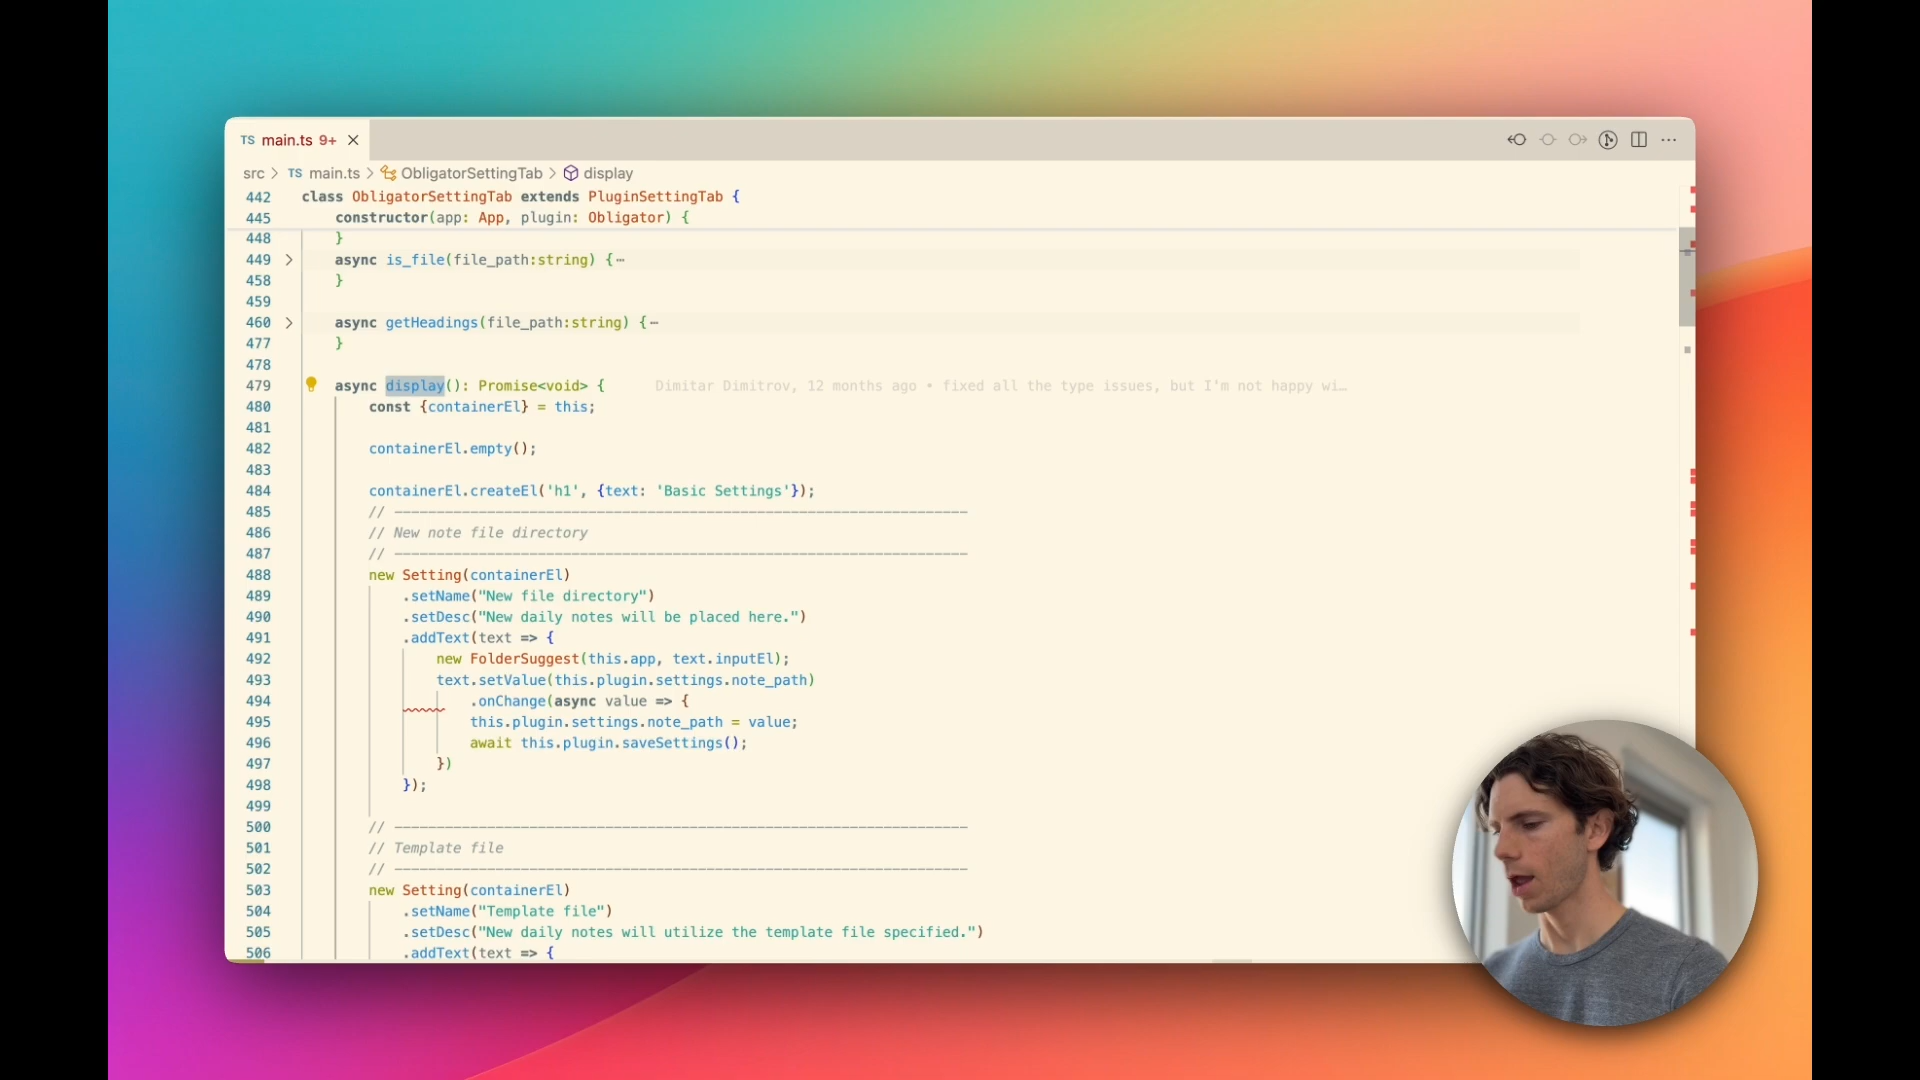 TS main.ts 9+
src > TS main.ts > ObligatorSettingTab > display
442 class ObligatorSettingTab extends PluginSettingTab {
445 constructor(app: App, plugin: Obligator) {
448 }
449 async is_file(file_path:string) {⋯
458 }
459
460 async getHeadings(file_path:string) {⋯
477 }
478
479 async display(): Promise<void> { Dimitar Dimitrov, 12 months ago • fixed all the type issues, but I'm not happy wi…
480 const {containerEl} = this;
481
482 containerEl.empty();
483
484 containerEl.createEl('h1', {text: 'Basic Settings'});
485 // --------------------------------------------------------------------
486 // New note file directory
487 // --------------------------------------------------------------------
488 new Setting(containerEl)
489 .setName("New file directory")
490 .setDesc("New daily notes will be placed here.")
491 .addText(text => {
492 new FolderSuggest(this.app, text.inputEl);
493 text.setValue(this.plugin.settings.note_path)
494 .onChange(async value => {
495 this.plugin.settings.note_path = value;
496 await this.plugin.saveSettings();
497 })
498 });
499
500 // --------------------------------------------------------------------
501 // Template file
502 // --------------------------------------------------------------------
503 new Setting(containerEl)
504 .setName("Template file")
505 .setDesc("New daily notes will utilize the template file specified.")
506 .addText(text => {